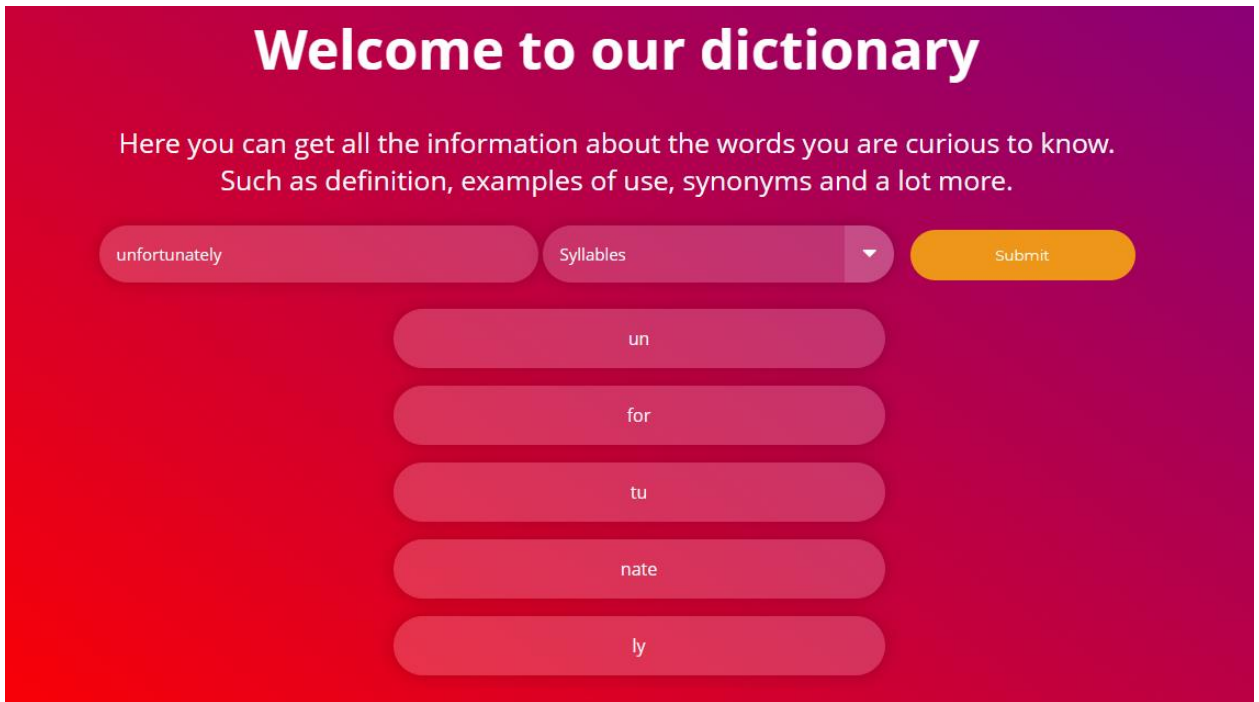 Welcome to our dictionary
Here you can get all the information about the words you are curious to know.
Such as definition, examples of use, synonyms and a lot more.
unfortunately Syllables Submit
un
for
tu
nate
ly